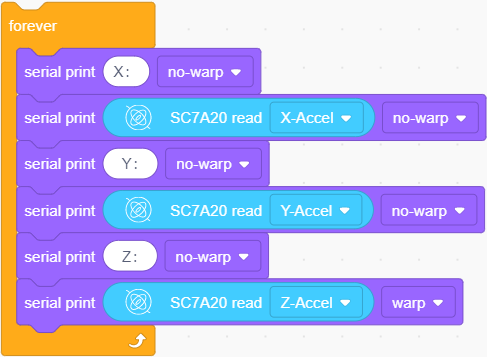 forever
serial print X: no-warp
serial print SC7A20 read X-Accel no-warp
serial print Y: no-warp
serial print SC7A20 read Y-Accel no-warp
serial print Z: no-warp
serial print SC7A20 read Z-Accel warp